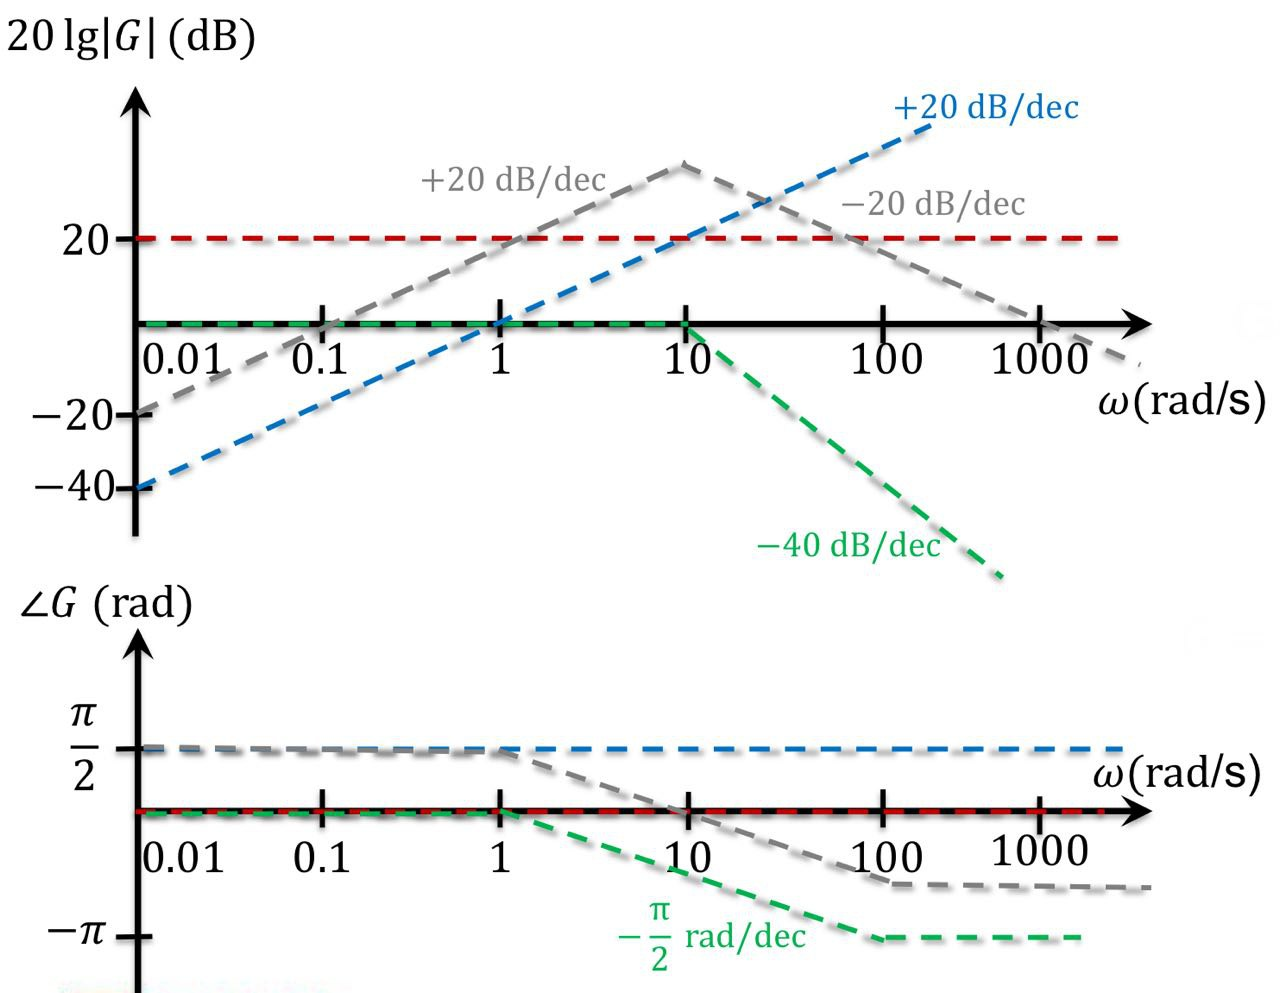 20 lg|G| (dB)
+20 dB/dec
+20 dB/dec
−20 dB/dec
20
0.01 0.1 1 10 100 1000
ω(rad/s)
−20
−40
−40 dB/dec
∠G (rad)
π/2
ω(rad/s)
0.01 0.1 1 10 100 1000
−π/2 rad/dec
−π